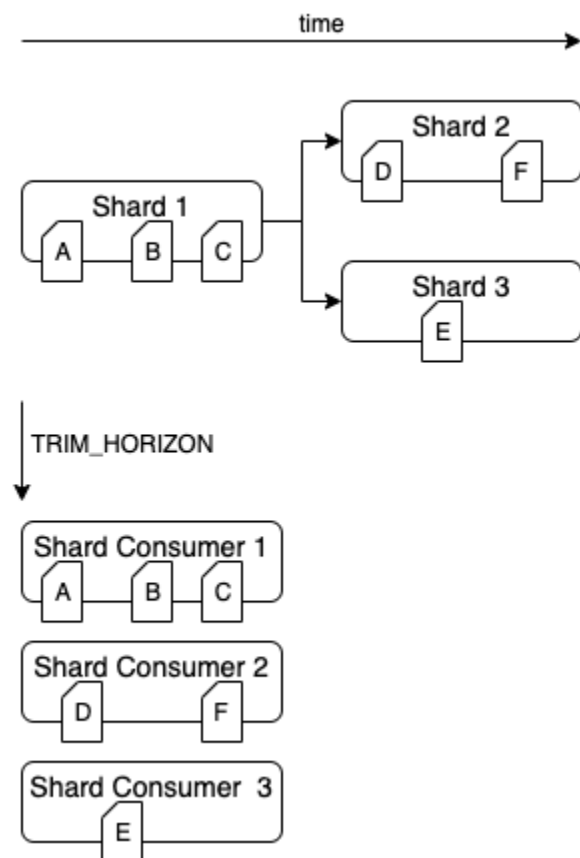 time
Shard 2
D F
Shard 1
A B C
Shard 3
E
TRIM_HORIZON
Shard Consumer 1
A B C
Shard Consumer 2
D F
Shard Consumer 3
E